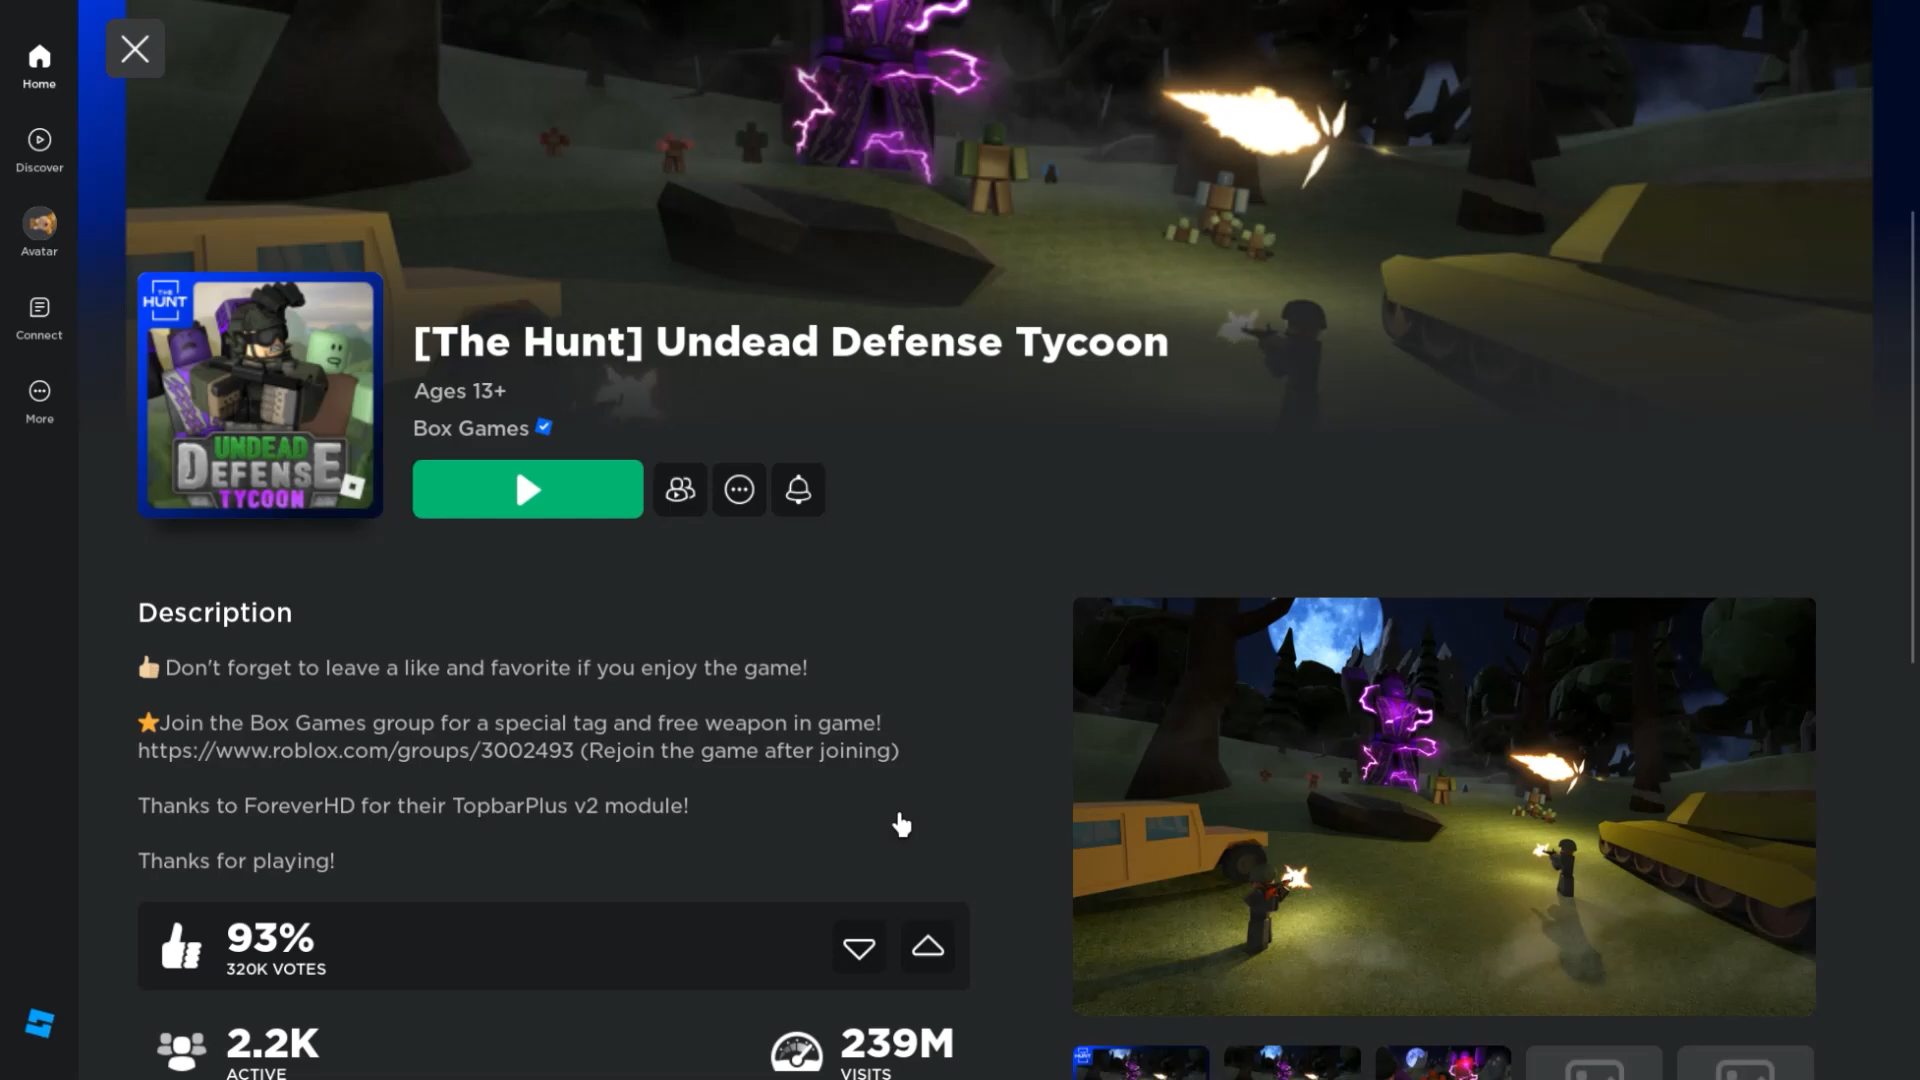 Home
Discover
Avatar
Connect
More
THE
HUNT
UNDEAD
DEFENSE
TYCOON
[The Hunt] Undead Defense Tycoon
Ages 13+
Box Games
Description
👍🏼 Don't forget to leave a like and favorite if you enjoy the game!
⭐Join the Box Games group for a special tag and free weapon in game!
https://www.roblox.com/groups/3002493 (Rejoin the game after joining)
Thanks to ForeverHD for their TopbarPlus v2 module!
Thanks for playing!
93%
320K VOTES
2.2K
ACTIVE
239M
VISITS
HUNT